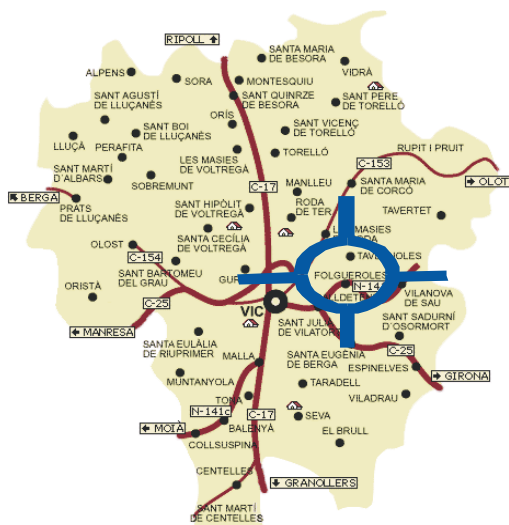 RIPOLL
SANTA MARIA
DE BESORA
VIDRÀ
ALPENS
SORA
MONTESQUIU
SANT QUINRZE
DE BESORA
SANT PERE
DE TORELLÓ
SANT AGUSTÍ
DE LLUÇANÈS
ORÍS
SANT VICENÇ
DE TORELLÓ
SANT BOI
DE LLUÇANÈS
LLUÇÀ
PERAFITA
LES MASIES
DE VOLTREGÀ
TORELLÓ
RUPIT I PRUIT
C-153
SANT MARTÍ
D'ALBARS
SOBREMUNT
C-17
MANLLEU
SANTA MARIA
DE CORCÓ
OLOT
BERGA
PRATS
DE LLUÇANÈS
SANT HIPÒLIT
DE VOLTREGÀ
RODA
DE TER
TAVERTET
OLOST
SANTA CECÍLIA
DE VOLTREGÀ
MASIES
C-154
SANT BARTOMEU
DEL GRAU
FOLGUEROLES
ORISTÀ
C-25
VIC
VILANOVA
DE SAU
MANRESA
SANT JULIÀ
DE VILATORTA
SANT SADURNÍ
D'OSORMORT
SANTA EULÀLIA
DE RIUPRIMER
MALLA
SANTA EUGÈNIA
DE BERGA
C-25
ESPINELVES
MUNTANYOLA
TARADELL
GIRONA
TONA
VILADRAU
N-141c
C-17
SEVA
MOIÀ
BALENYÀ
EL BRULL
COLLSUSPINA
CENTELLES
GRANOLLERS
SANT MARTÍ
DE CENTELLES